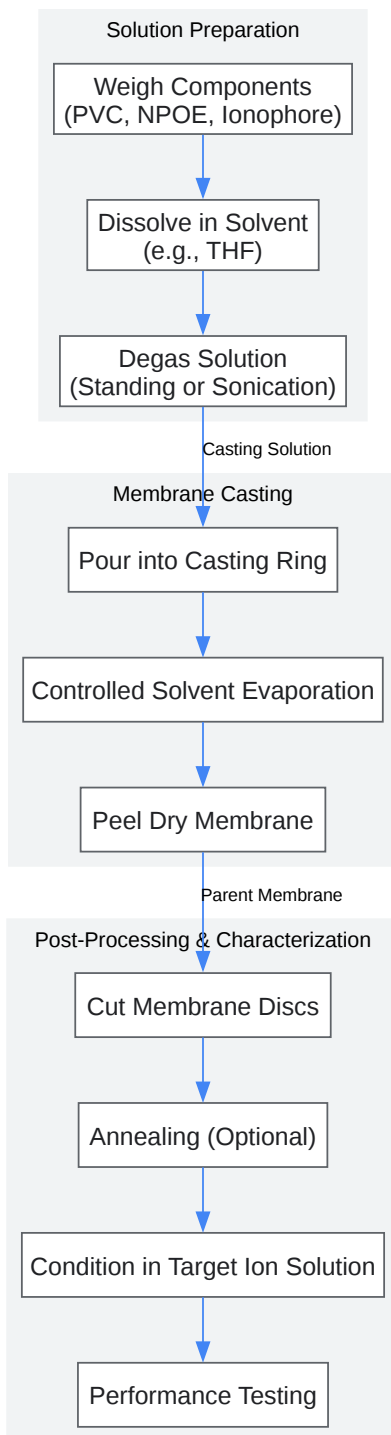 Solution Preparation
Weigh Components
(PVC, NPOE, Ionophore)
Dissolve in Solvent
(e.g., THF)
Degas Solution
(Standing or Sonication)
Casting Solution
Membrane Casting
Pour into Casting Ring
Controlled Solvent Evaporation
Peel Dry Membrane
Parent Membrane
Post-Processing & Characterization
Cut Membrane Discs
Annealing (Optional)
Condition in Target Ion Solution
Performance Testing